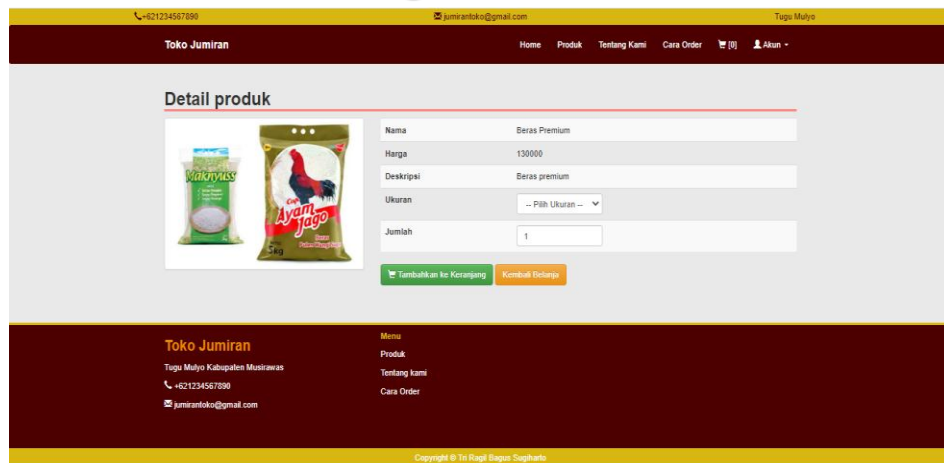 +621234567890 jumirantoko@gmail.com Tugu Mulyo
Toko Jumiran Home Produk Tentang Kami Cara Order [0] Akun
Detail produk
Nama Beras Premium
Harga 130000
Deskripsi Beras premium
Ukuran -- Pilih Ukuran --
Jumlah 1
Maknyuss
Cap
Ayam
Jago
Beras
5kg
Tambahkan ke Keranjang Kembali Belanja
Toko Jumiran
Tugu Mulyo Kabupaten Musirawas
+621234567890
jumirantoko@gmail.com
Menu
Produk
Tentang kami
Cara Order
Copyright © Tri Ragil Bagus Sugiharto